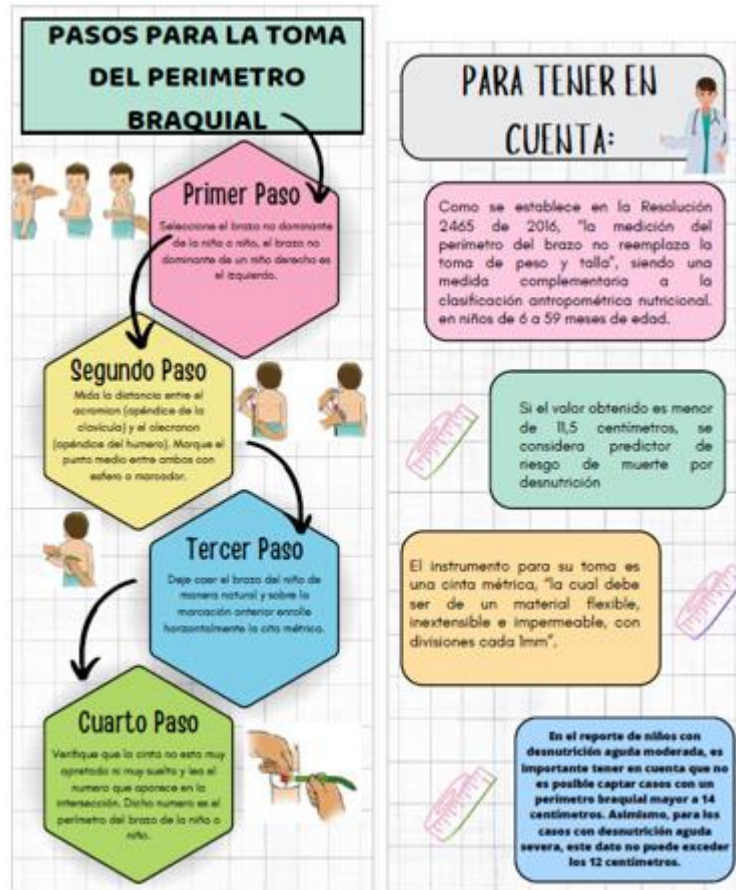 PASOS PARA LA TOMA
DEL PERIMETRO
BRAQUIAL
Primer Paso
Seleccione el brazo no dominante
de la niña o niño, el brazo no
dominante de un niño derecho es
el izquierdo.
Segundo Paso
Mida la distancia entre el
acromion (apéndice de la
clavícula) y el olecranon
(apéndice del humero). Marque el
punto medio entre ambos con
esfero o marcador.
Tercer Paso
Deje caer el brazo del niño de
manera natural y sobre la
marcación anterior enrolle
horizontalmente la cita métrica.
Cuarto Paso
Verifique que la cinta no esta muy
apretada ni muy suelta y lea el
numero que aparece en la
intersección. Dicho numero es el
perímetro del brazo de la niña o
niño.
PARA TENER EN
CUENTA:
Como se establece en la Resolución
2465 de 2016, "la medición del
perímetro del brazo no reemplaza la
toma de peso y talla", siendo una
medida complementaria a la
clasificación antropométrica nutricional.
en niños de 6 a 59 meses de edad.
Si el valor obtenido es menor
de 11,5 centímetros, se
considera predictor de
riesgo de muerte por
desnutrición
El instrumento para su toma es
una cinta métrica, "la cual debe
ser de un material flexible,
inextensible e impermeable, con
divisiones cada 1mm".
En el reporte de niños con
desnutrición aguda moderada, es
importante tener en cuenta que no
es posible captar casos con un
perímetro braquial mayor a 14
centímetros. Asimismo, para los
casos con desnutrición aguda
severa, este dato no puede exceder
los 12 centímetros.